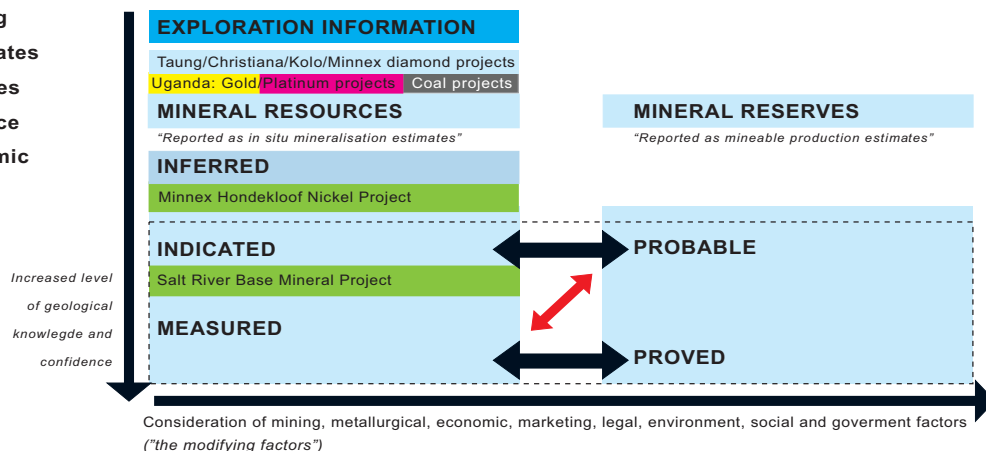 EXPLORATION INFORMATION
Taung/Christiana/Kolo/Minnex diamond projects
Uganda: Gold/Platinum projects Coal projects
MINERAL RESOURCES
"Reported as in situ mineralisation estimates"
INFERRED
Minnex Hondekloof Nickel Project
INDICATED
Salt River Base Mineral Project
MEASURED
MINERAL RESERVES
"Reported as mineable production estimates"
PROBABLE
PROVED
Increased level
of geological
knowlegde and
confidence
Consideration of mining, metallurgical, economic, marketing, legal, environment, social and goverment factors
("the modifying factors")